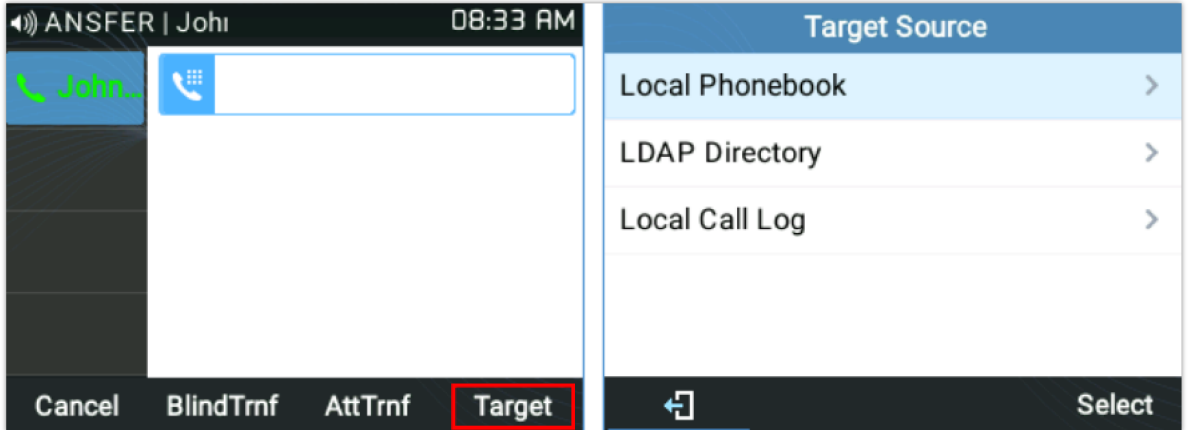 ANSFER | Joh
08:33 AM
John...
Cancel BlindTrnf AttTrnf Target
Target Source
Local Phonebook
LDAP Directory
Local Call Log
Select